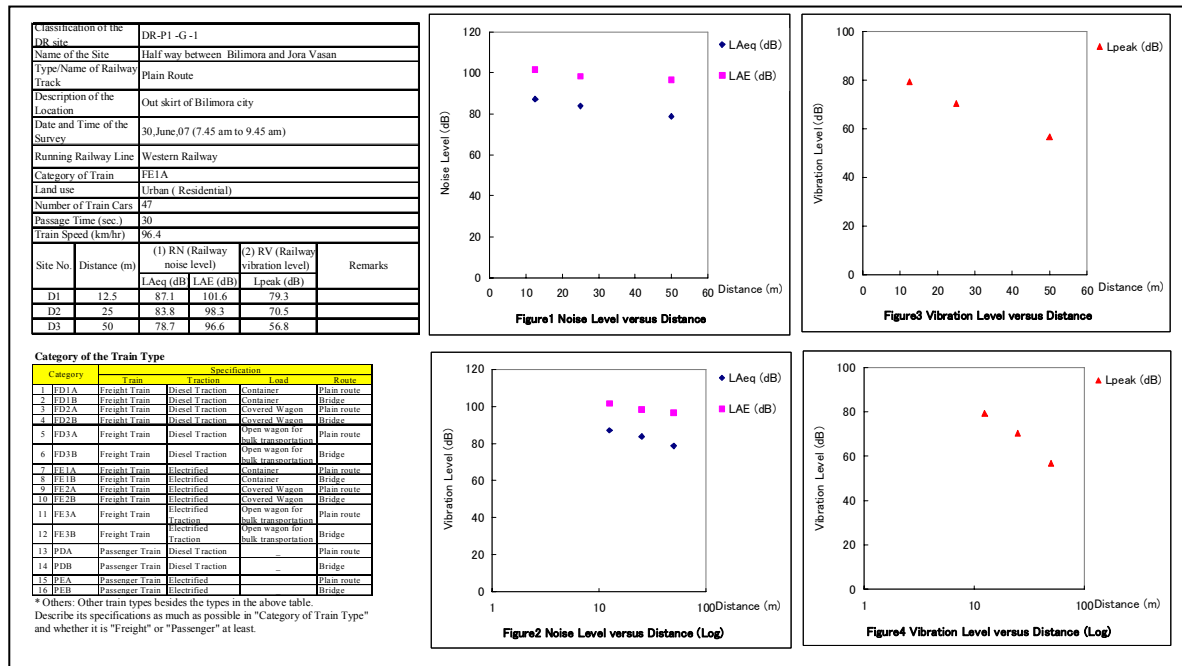 Classification of the DR site DR-P1 -G -1
Name of the Site Half way between Bilimora and Jora Vasan
Type/Name of Railway Track Plain Route
Description of the Location Out skirt of Bilimora city
Date and Time of the Survey 30,June,07 (7.45 am to 9.45 am)
Running Railway Line Western Railway
Category of Train FE1A
Land use Urban ( Residential)
Number of Train Cars 47
Passage Time (sec.) 30
Train Speed (km/hr) 96.4
Site No. Distance (m) (1) RN (Railway noise level) (2) RV (Railway vibration level) Remarks
LAeq (dB LAE (dB) Lpeak (dB)
D1 12.5 87.1 101.6 79.3
D2 25 83.8 98.3 70.5
D3 50 78.7 96.6 56.8
Category of the Train Type
Category Specification
Train Traction Load Route
1 FD1A Freight Train Diesel Traction Container Plain route
2 FD1B Freight Train Diesel Traction Container Bridge
3 FD2A Freight Train Diesel Traction Covered Wagon Plain route
4 FD2B Freight Train Diesel Traction Covered Wagon Bridge
5 FD3A Freight Train Diesel Traction Open wagon for bulk transportation Plain route
6 FD3B Freight Train Diesel Traction Open wagon for bulk transportation Bridge
7 FE1A Freight Train Electrified Container Plain route
8 FE1B Freight Train Electrified Container Bridge
9 FE2A Freight Train Electrified Covered Wagon Plain route
10 FE2B Freight Train Electrified Covered Wagon Bridge
11 FE3A Freight Train Electrified Traction Open wagon for bulk transportation Plain route
12 FE3B Freight Train Electrified Traction Open wagon for bulk transportation Bridge
13 PDA Passenger Train Diesel Traction _ Plain route
14 PDB Passenger Train Diesel Traction _ Bridge
15 PEA Passenger Train Electrified Plain route
16 PEB Passenger Train Electrified Bridge
* Others: Other train types besides the types in the above table.
Describe its specifications as much as possible in "Category of Train Type"
and whether it is "Freight" or "Passenger" at least.
120
100
80
60
40
20
0
Noise Level (dB)
0 10 20 30 40 50 60 Distance (m)
LAeq (dB)
LAE (dB)
Figure1 Noise Level versus Distance
100
80
60
40
20
0
Vibration Level (dB)
0 10 20 30 40 50 60 Distance (m)
Lpeak (dB)
Figure3 Vibration Level versus Distance
120
100
80
60
40
20
0
Vibration Level (dB)
1 10 100 Distance (m)
LAeq (dB)
LAE (dB)
Figure2 Noise Level versus Distance (Log)
100
80
60
40
20
0
Vibration Level (dB)
1 10 100 Distance (m)
Lpeak (dB)
Figure4 Vibration Level versus Distance (Log)